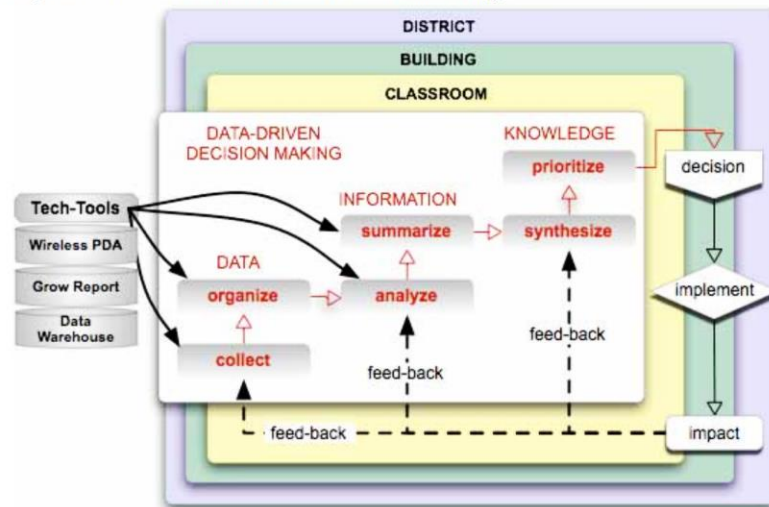 DISTRICT
BUILDING
CLASSROOM
DATA-DRIVEN
DECISION MAKING
KNOWLEDGE
prioritize
decision
Tech-Tools
INFORMATION
summarize
synthesize
Wireless PDA
DATA
Grow Report
organize
analyze
implement
Data
Warehouse
collect
feed-back
feed-back
feed-back
impact